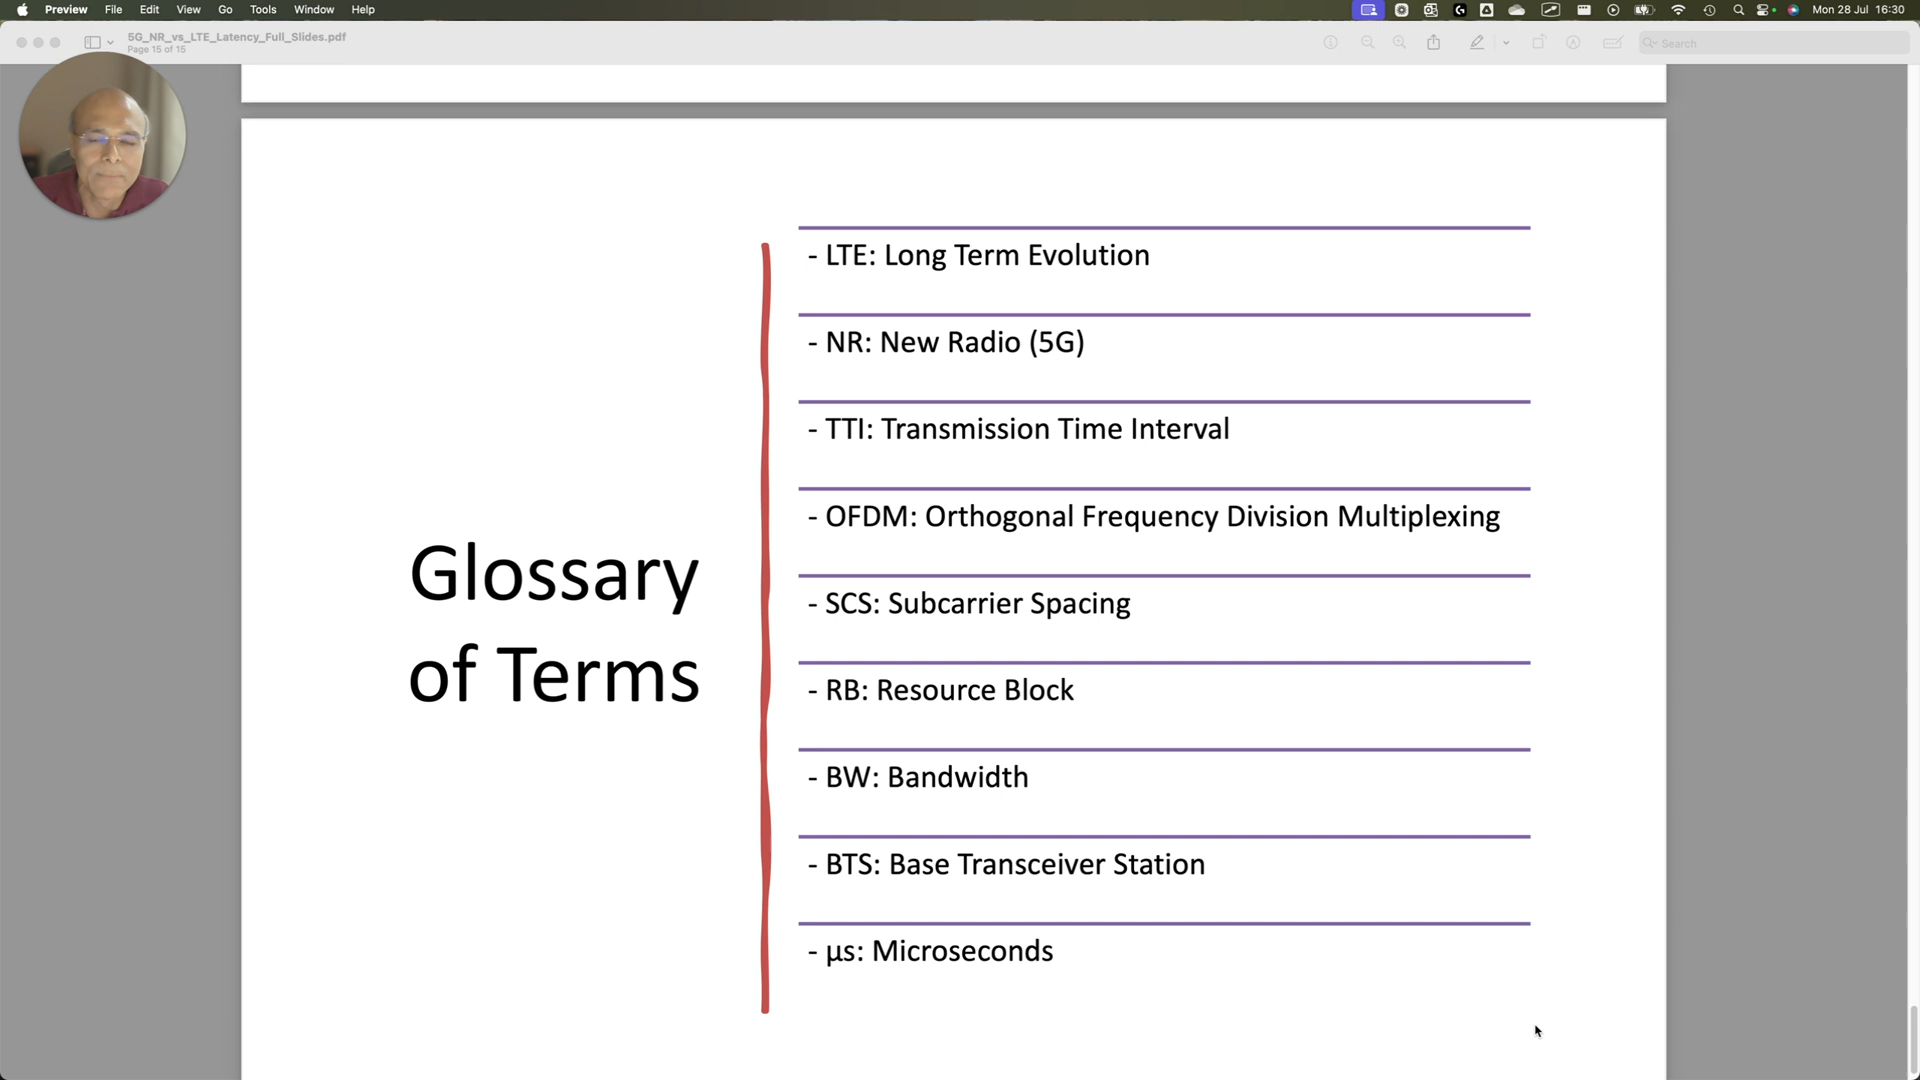 Preview File Edit View Go Tools Window Help
Mon 28 Jul 16:30
5G_NR_vs_LTE_Latency_Full_Slides.pdf
Page 15 of 15
Search
Glossary
of Terms
- LTE: Long Term Evolution
- NR: New Radio (5G)
- TTI: Transmission Time Interval
- OFDM: Orthogonal Frequency Division Multiplexing
- SCS: Subcarrier Spacing
- RB: Resource Block
- BW: Bandwidth
- BTS: Base Transceiver Station
- µs: Microseconds